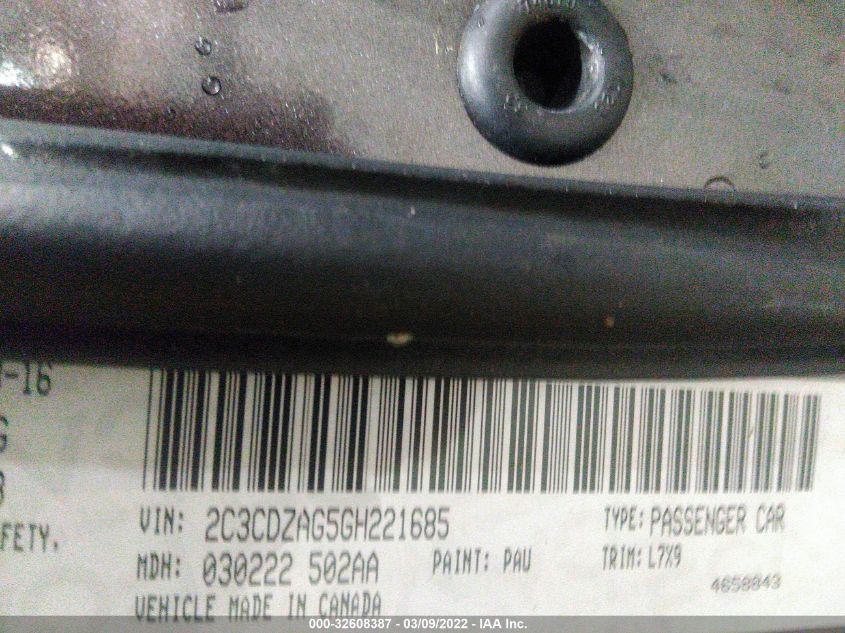 -16
G
FETY.
VIN: 2C3CDZAG5GH221685 TYPE: PASSENGER CAR
MDH: 030222 502AA PAINT: PAU TRIM: L7X9
4658843
VEHICLE MADE IN CANADA
000-32608387 - 03/09/2022 - IAA Inc.